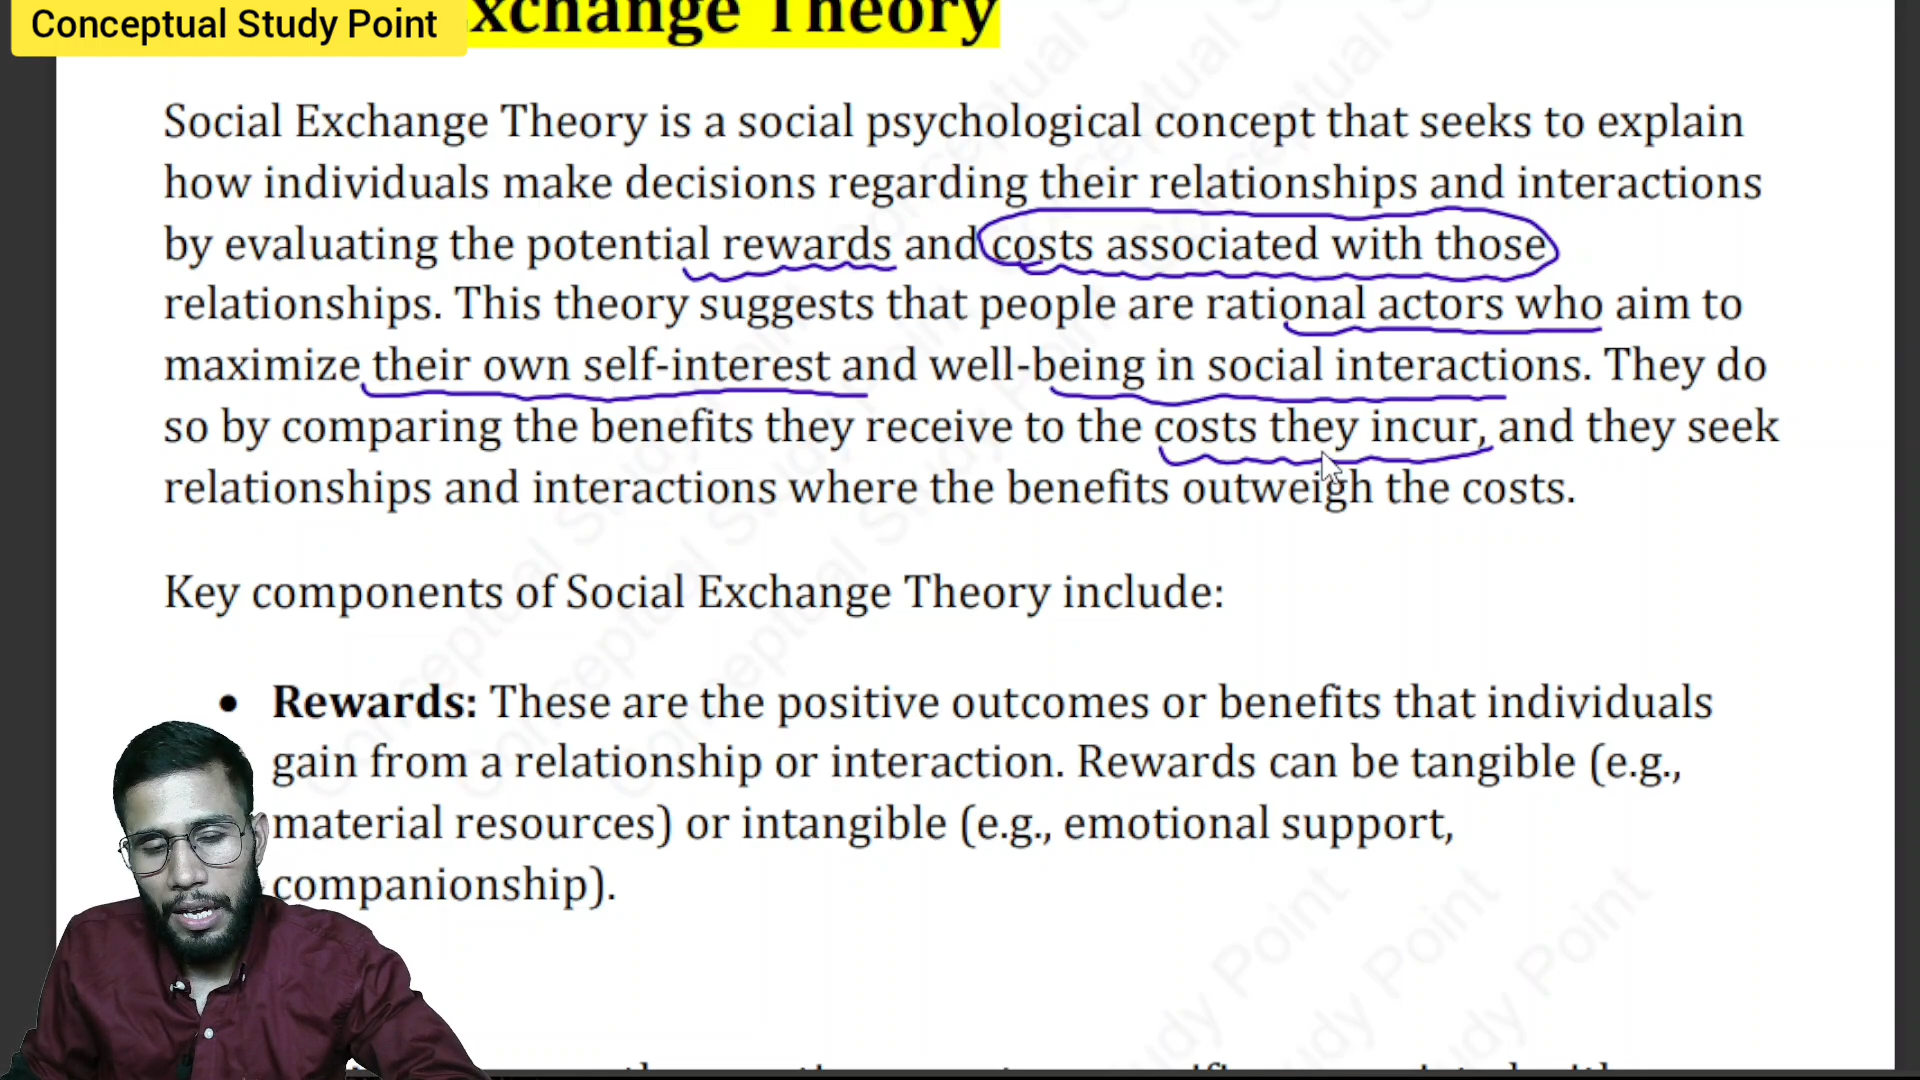 Conceptual Study Point
xchange Theory
Social Exchange Theory is a social psychological concept that seeks to explain
how individuals make decisions regarding their relationships and interactions
by evaluating the potential rewards and costs associated with those
relationships. This theory suggests that people are rational actors who aim to
maximize their own self-interest and well-being in social interactions. They do
so by comparing the benefits they receive to the costs they incur, and they seek
relationships and interactions where the benefits outweigh the costs.
Key components of Social Exchange Theory include:
• Rewards: These are the positive outcomes or benefits that individuals
gain from a relationship or interaction. Rewards can be tangible (e.g.,
material resources) or intangible (e.g., emotional support,
companionship).